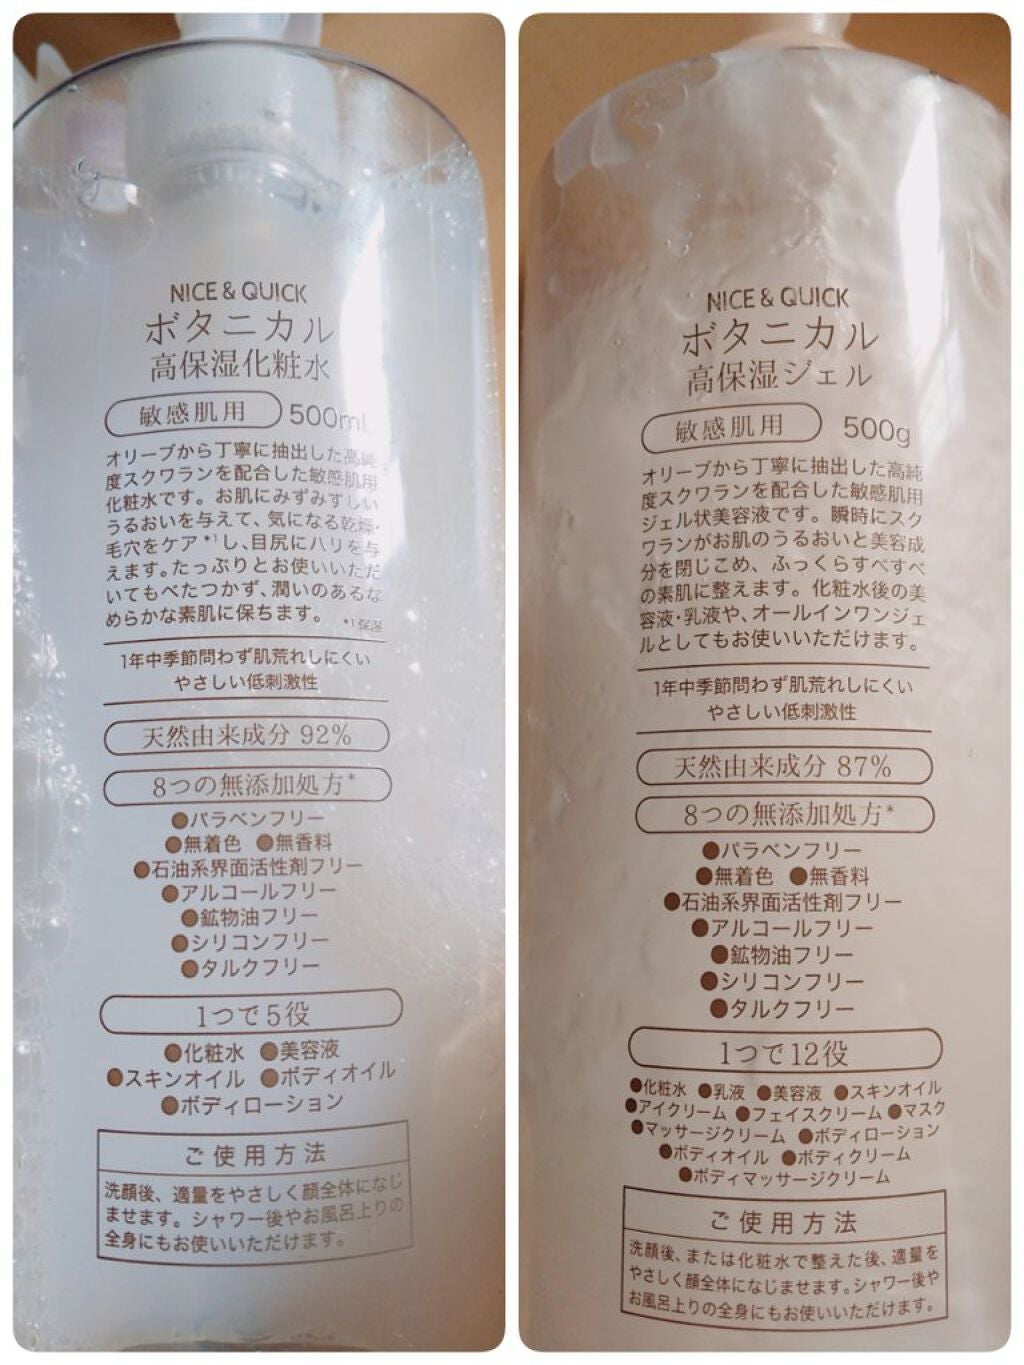 NICE & QUICK
ボタニカル
高保湿化粧水
敏感肌用 500mL
オリーブから丁寧に抽出した高純
度スクワランを配合した敏感肌用
化粧水です。お肌にみずみずしい
うるおいを与えて、気になる乾燥・
毛穴をケア*1し、目尻にハリを与
えます。たっぷりとお使いいただ
いてもべたつかず、潤いのあるな
めらかな素肌に保ちます。 *1 保湿
1年中季節問わず肌荒れしにくい
やさしい低刺激性
天然由来成分 92%
8つの無添加処方*
●パラベンフリー
●無着色 ●無香料
●石油系界面活性剤フリー
●アルコールフリー
●鉱物油フリー
●シリコンフリー
●タルクフリー
1つで5役
●化粧水 ●美容液
●スキンオイル ●ボディオイル
●ボディローション
ご使用方法
洗顔後、適量をやさしく顔全体になじ
ませます。シャワー後やお風呂上りの
全身にもお使いいただけます。
NICE & QUICK
ボタニカル
高保湿ジェル
敏感肌用 500g
オリーブから丁寧に抽出した高純
度スクワランを配合した敏感肌用
ジェル状美容液です。瞬時にスク
ワランがお肌のうるおいと美容成
分を閉じこめ、ふっくらすべすべ
の素肌に整えます。化粧水後の美
容液・乳液や、オールインワンジェ
ルとしてもお使いいただけます。
1年中季節問わず肌荒れしにくい
やさしい低刺激性
天然由来成分 87%
8つの無添加処方*
●パラベンフリー
●無着色 ●無香料
●石油系界面活性剤フリー
●アルコールフリー
●鉱物油フリー
●シリコンフリー
●タルクフリー
1つで12役
●化粧水 ●乳液 ●美容液 ●スキンオイル
●アイクリーム ●フェイスクリーム ●マスク
●マッサージクリーム ●ボディローション
●ボディオイル ●ボディクリーム
●ボディマッサージクリーム
ご使用方法
洗顔後、または化粧水で整えた後、適量を
やさしく顔全体になじませます。シャワー後や
お風呂上りの全身にもお使いいただけます。